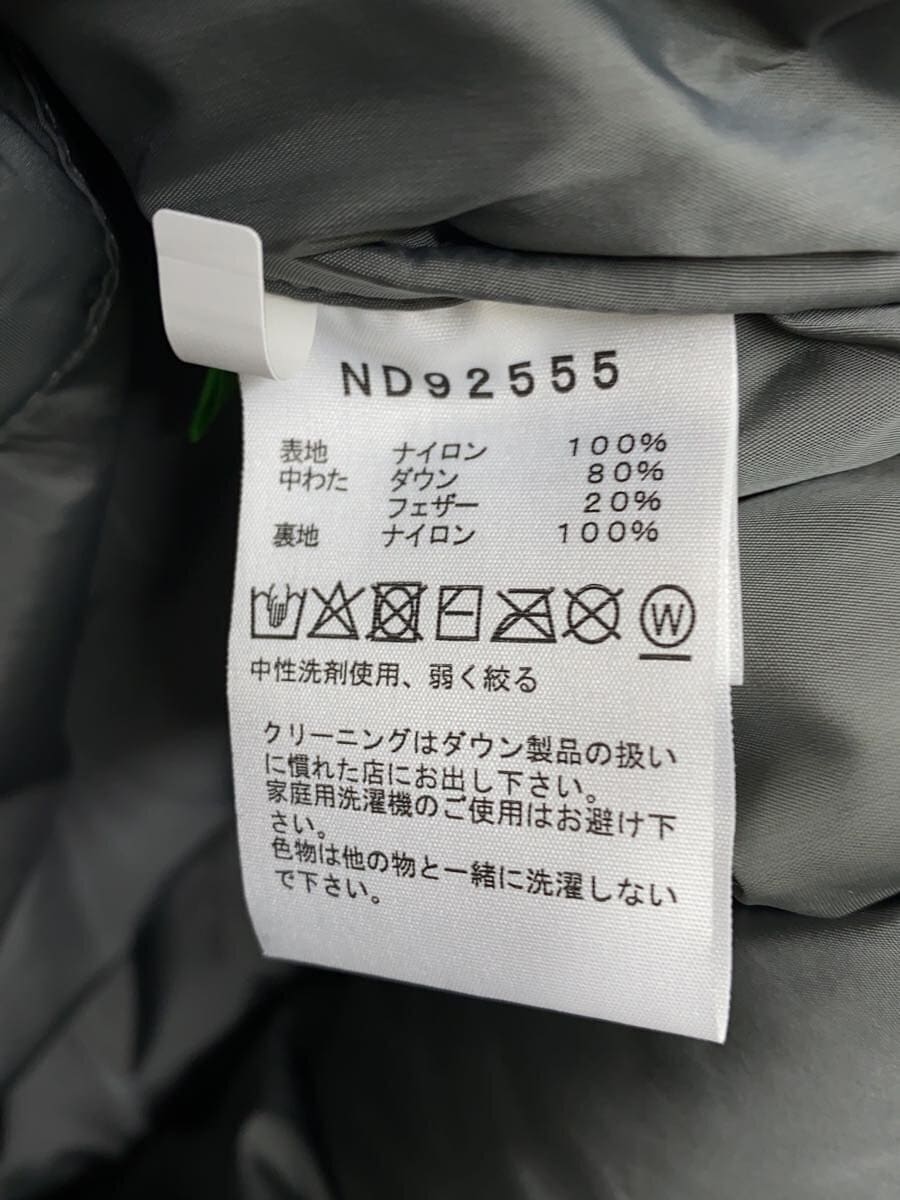 ND92555
表地 ナイロン 100%
中わた ダウン 80%
フェザー 20%
裏地 ナイロン 100%
W
中性洗剤使用、弱く絞る
クリーニングはダウン製品の扱い
に慣れた店にお出し下さい。
家庭用洗濯機のご使用はお避け下
さい。
色物は他の物と一緒に洗濯しない
で下さい。